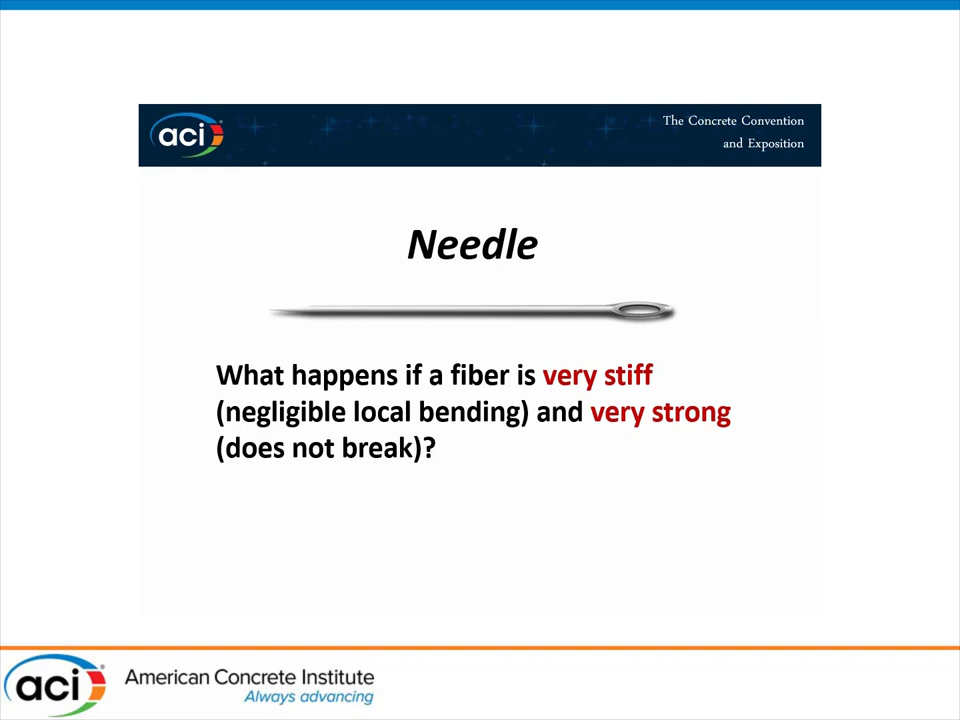 aci
The Concrete Convention
and Exposition
Needle
What happens if a fiber is very stiff
(negligible local bending) and very strong
(does not break)?
aci
American Concrete Institute
Always advancing